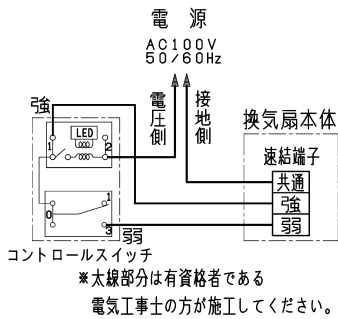 電源
AC100V
50/60Hz
電圧側
接地側
強
換気扇本体
LED
速結端子
1
2
共通
強
弱
1
0
3
弱
コントロールスイッチ
※太線部分は有資格者である
電気工事士の方が施工してください。